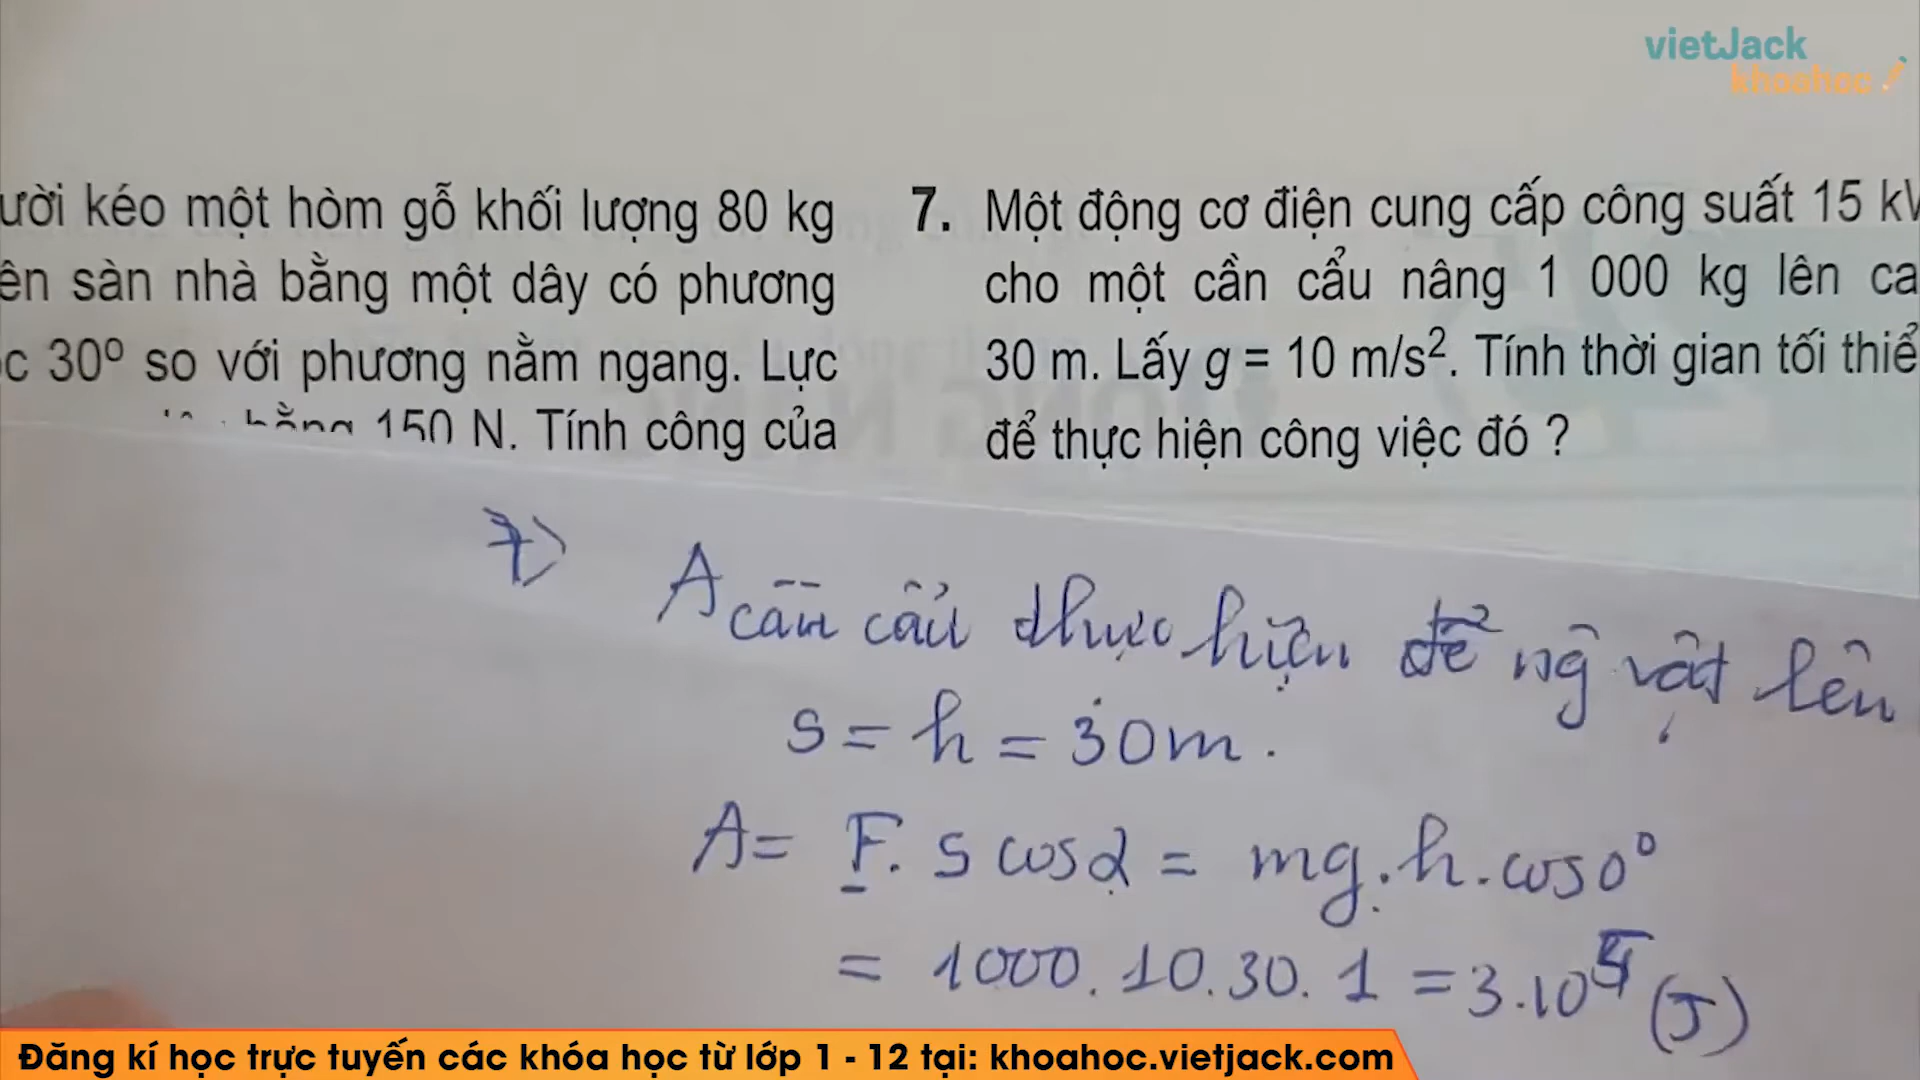 vietJack
khoahoc
ười kéo một hòm gỗ khối lượng 80 kg
ên sàn nhà bằng một dây có phương
c 30° so với phương nằm ngang. Lực
bằng 150 N. Tính công của
7. Một động cơ điện cung cấp công suất 15 kW
cho một cần cẩu nâng 1 000 kg lên ca
30 m. Lấy g = 10 m/s². Tính thời gian tối thiể
để thực hiện công việc đó ?
7)
A cần cẩu thực hiện để ng vật lên
s = h = 30m.
A = F. s cosα = mg.h.cos0°
= 1000.10.30.1 = 3.10⁵ (J)
Đăng kí học trực tuyến các khóa học từ lớp 1 - 12 tại: khoahoc.vietjack.com